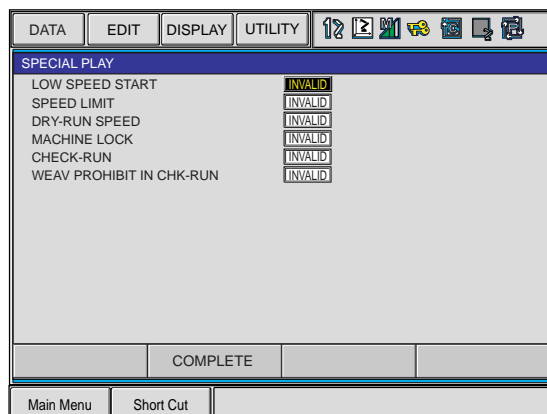 DATA EDIT DISPLAY UTILITY
SPECIAL PLAY
LOW SPEED START INVALID
SPEED LIMIT INVALID
DRY-RUN SPEED INVALID
MACHINE LOCK INVALID
CHECK-RUN INVALID
WEAV PROHIBIT IN CHK-RUN INVALID
COMPLETE
Main Menu Short Cut